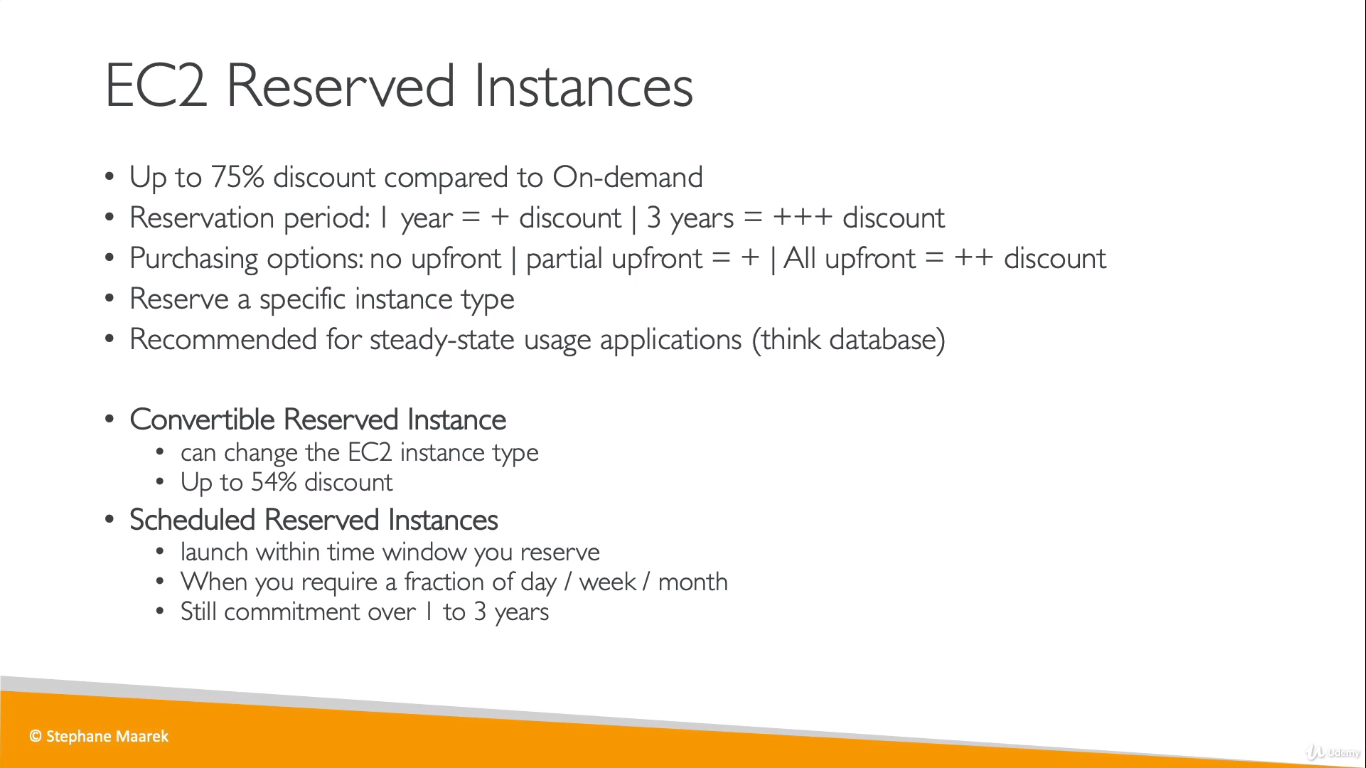 EC2 Reserved Instances
• Up to 75% discount compared to On-demand
• Reservation period: 1 year = + discount | 3 years = +++ discount
• Purchasing options: no upfront | partial upfront = + | All upfront = ++ discount
• Reserve a specific instance type
• Recommended for steady-state usage applications (think database)
• Convertible Reserved Instance
• can change the EC2 instance type
• Up to 54% discount
• Scheduled Reserved Instances
• launch within time window you reserve
• When you require a fraction of day / week / month
• Still commitment over 1 to 3 years
© Stephane Maarek
Udemy